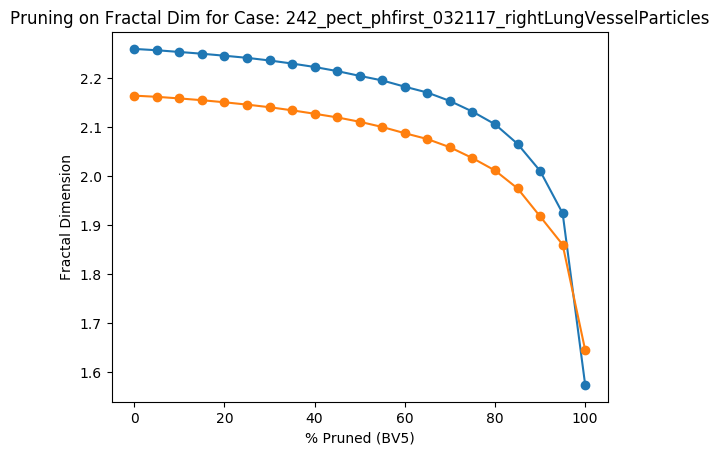 Pruning on Fractal Dim for Case: 242_pect_phfirst_032117_rightLungVesselParticles
Fractal Dimension
2.2
2.1
2.0
1.9
1.8
1.7
1.6
0 20 40 60 80 100
% Pruned (BV5)